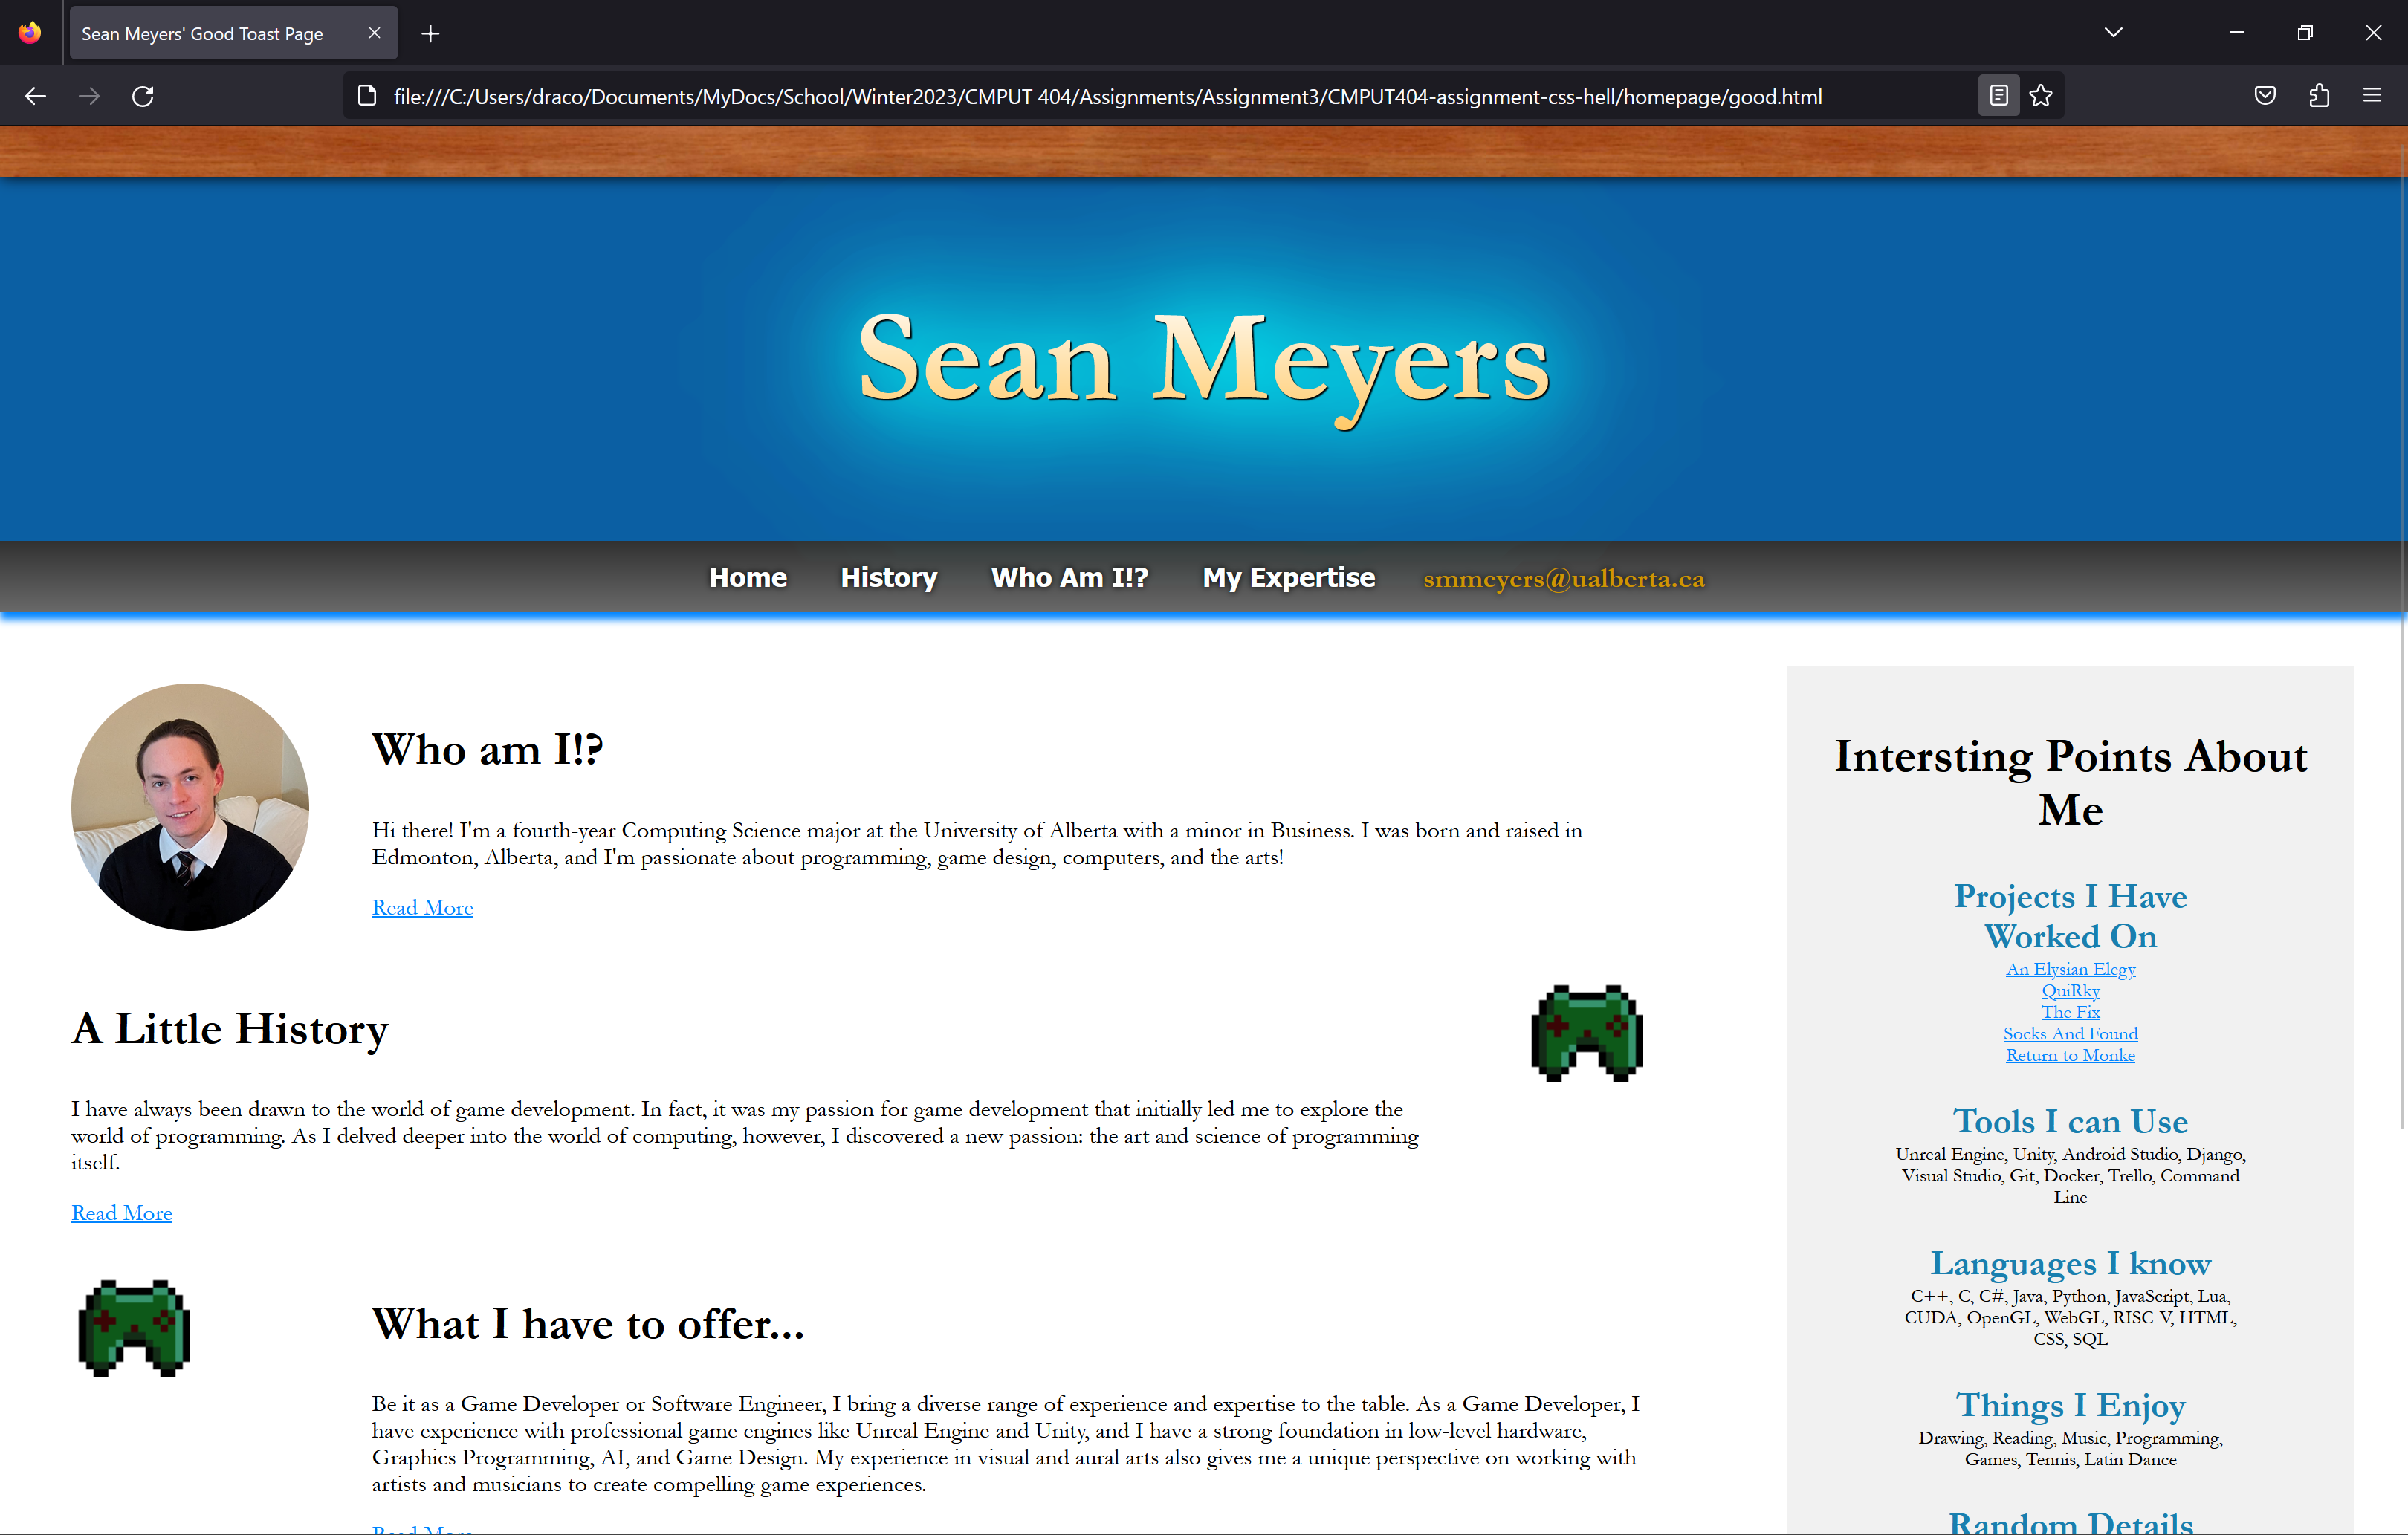 Sean Meyers' Good Toast Page
file:///C:/Users/draco/Documents/MyDocs/School/Winter2023/CMPUT 404/Assignments/Assignment3/CMPUT404-assignment-css-hell/homepage/good.html
Sean Meyers
Home History Who Am I!? My Expertise smmeyers@ualberta.ca
Who am I!?
Hi there! I'm a fourth-year Computing Science major at the University of Alberta with a minor in Business. I was born and raised in
Edmonton, Alberta, and I'm passionate about programming, game design, computers, and the arts!
Read More
A Little History
I have always been drawn to the world of game development. In fact, it was my passion for game development that initially led me to explore the
world of programming. As I delved deeper into the world of computing, however, I discovered a new passion: the art and science of programming
itself.
Read More
What I have to offer...
Be it as a Game Developer or Software Engineer, I bring a diverse range of experience and expertise to the table. As a Game Developer, I
have experience with professional game engines like Unreal Engine and Unity, and I have a strong foundation in low-level hardware,
Graphics Programming, AI, and Game Design. My experience in visual and aural arts also gives me a unique perspective on working with
artists and musicians to create compelling game experiences.
Read More
Intersting Points About
Me
Projects I Have
Worked On
An Elysian Elegy
QuiRky
The Fix
Socks And Found
Return to Monke
Tools I can Use
Unreal Engine, Unity, Android Studio, Django,
Visual Studio, Git, Docker, Trello, Command
Line
Languages I know
C++, C, C#, Java, Python, JavaScript, Lua,
CUDA, OpenGL, WebGL, RISC-V, HTML,
CSS, SQL
Things I Enjoy
Drawing, Reading, Music, Programming,
Games, Tennis, Latin Dance
Random Details